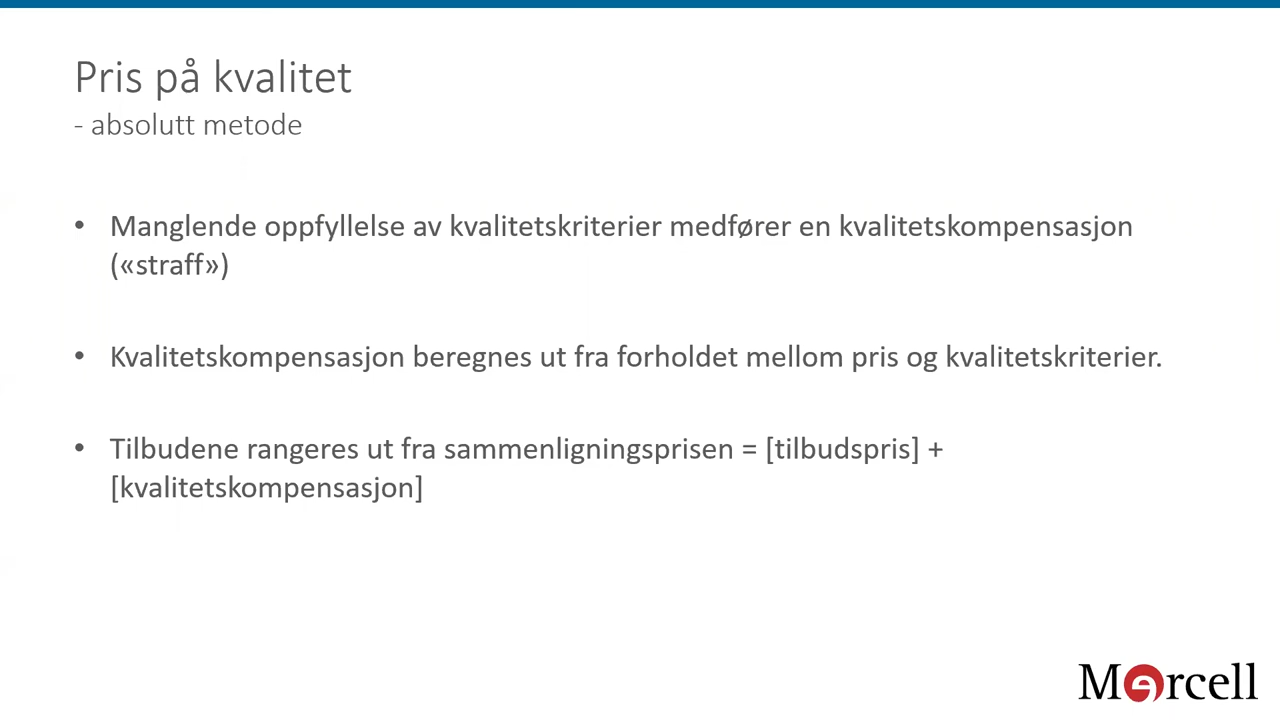 Pris på kvalitet
- absolutt metode
• Manglende oppfyllelse av kvalitetskriterier medfører en kvalitetskompensasjon
(«straff»)
• Kvalitetskompensasjon beregnes ut fra forholdet mellom pris og kvalitetskriterier.
• Tilbudene rangeres ut fra sammenligningsprisen = [tilbudspris] +
[kvalitetskompensasjon]
Mercell